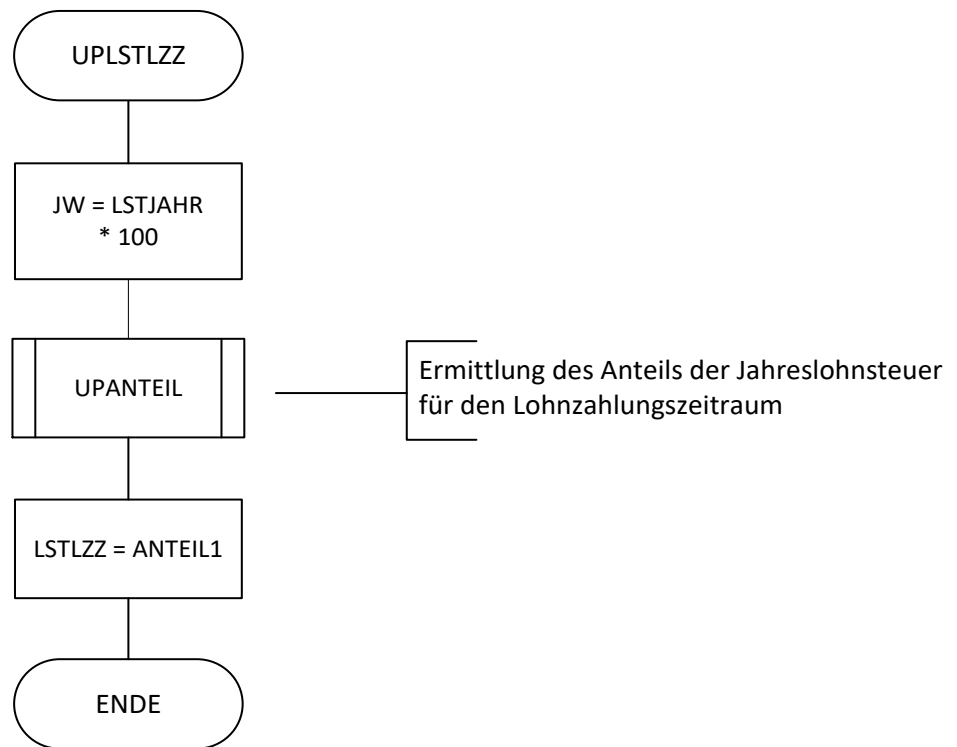 UPLSTLZZ
JW = LSTJAHR
* 100
UPANTEIL
Ermittlung des Anteils der Jahreslohnsteuer
für den Lohnzahlungszeitraum
LSTLZZ = ANTEIL1
ENDE